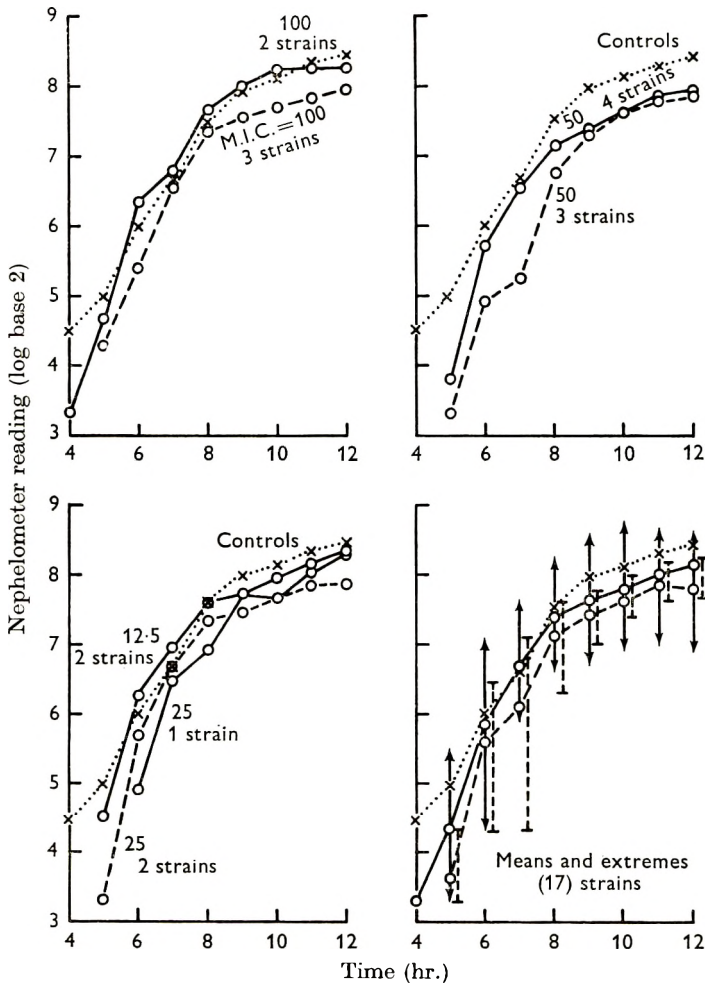 Nephelometer reading (log base 2)
9
8
7
6
5
4
3
4 6 8 10 12
100
2 strains
M.I.C.=100
3 strains
4 6 8 10 12
Controls
50
4 strains
50
3 strains
9
8
7
6
5
4
3
4 6 8 10 12
Controls
12·5
2 strains
25
1 strain
25
2 strains
4 6 8 10 12
Means and extremes
(17) strains
Time (hr.)